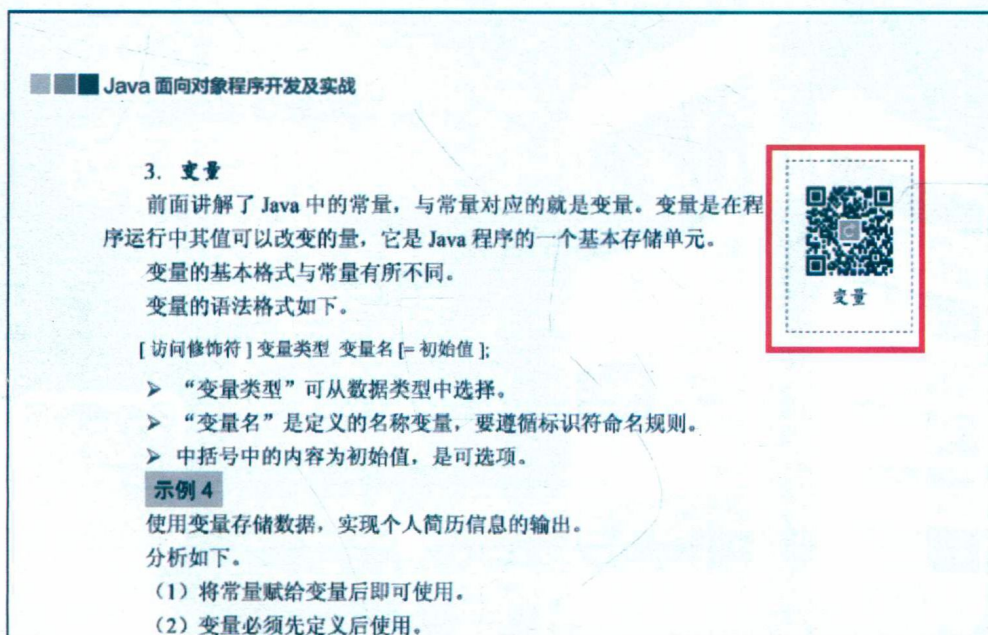 Java 面向对象程序开发及实战
3. 变量
前面讲解了 Java 中的常量，与常量对应的就是变量。变量是在程
序运行中其值可以改变的量，它是 Java 程序的一个基本存储单元。
变量的基本格式与常量有所不同。
变量的语法格式如下。
[ 访问修饰符 ] 变量类型 变量名 [= 初始值 ];
➢ “变量类型”可从数据类型中选择。
➢ “变量名”是定义的名称变量，要遵循标识符命名规则。
➢ 中括号中的内容为初始值，是可选项。
示例 4
使用变量存储数据，实现个人简历信息的输出。
分析如下。
（1）将常量赋给变量后即可使用。
（2）变量必须先定义后使用。
C
变量